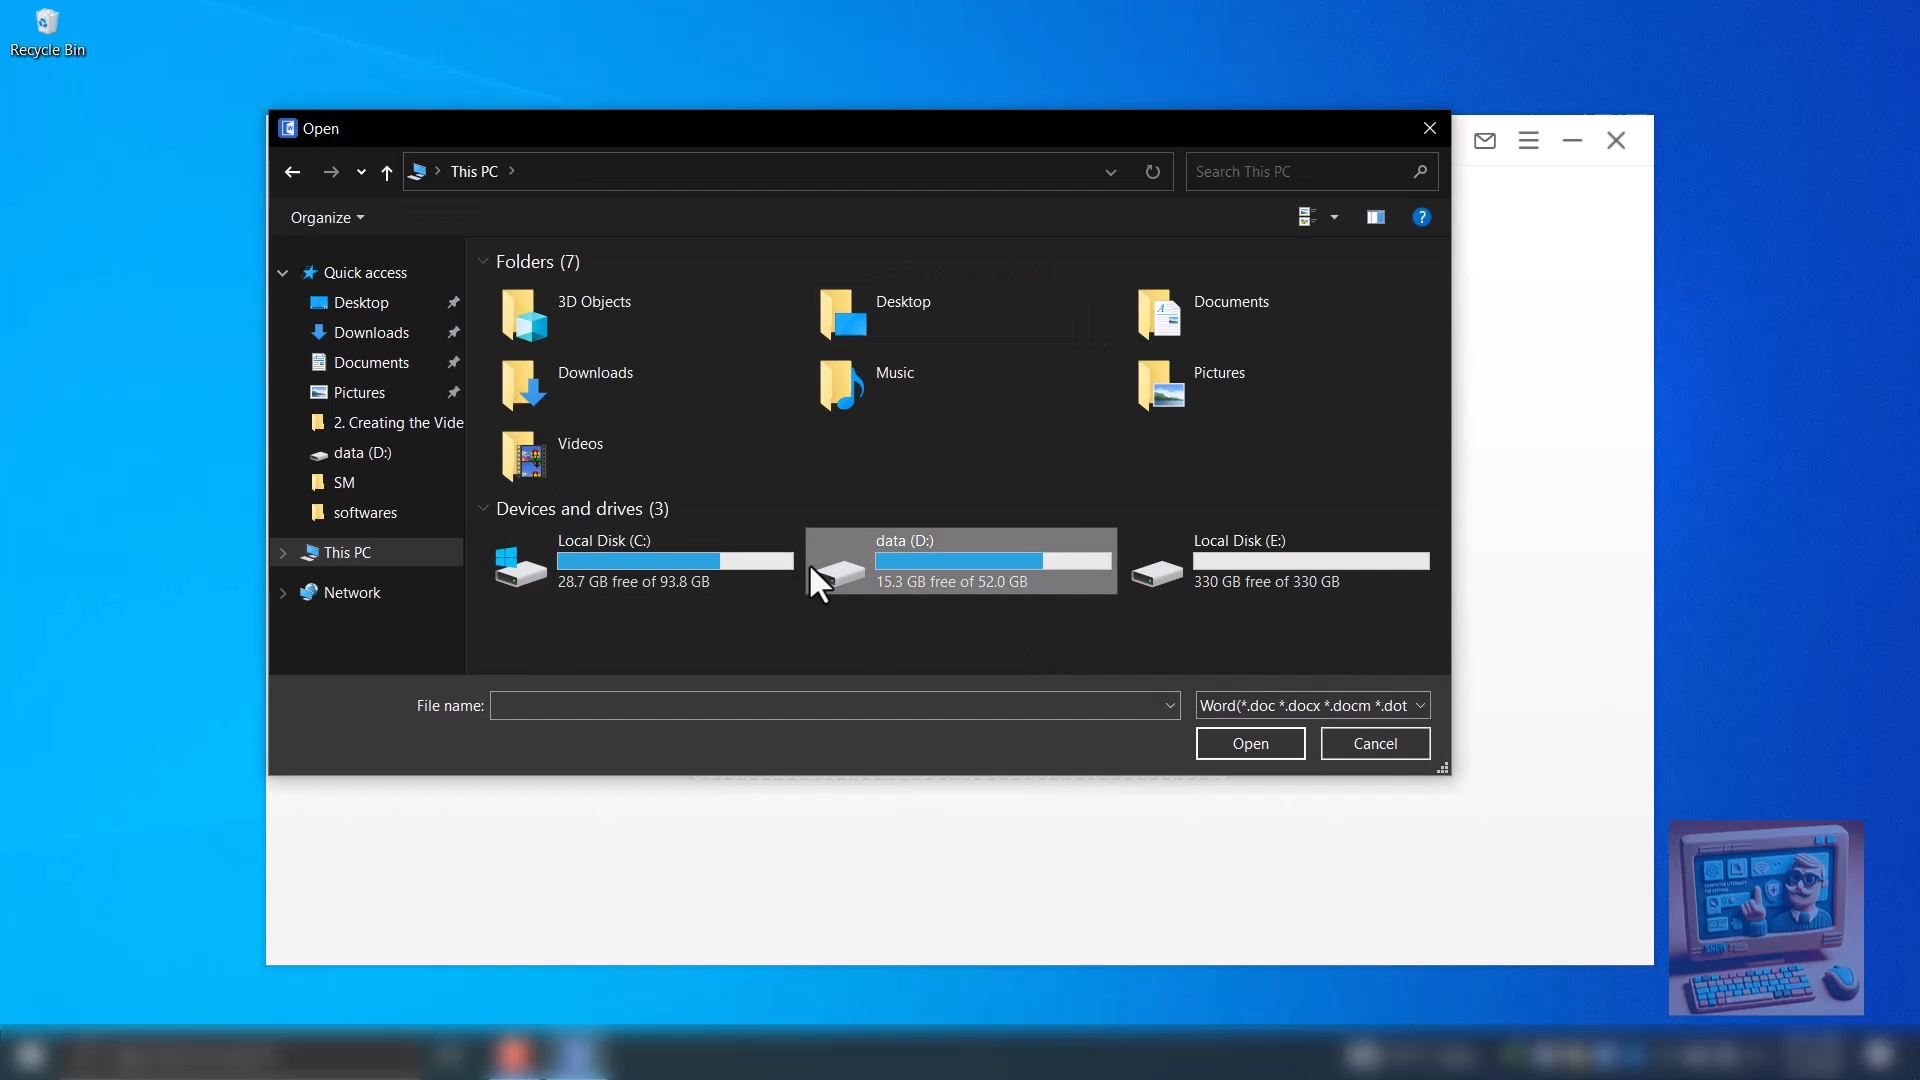 Recycle Bin
Open
This PC
Search This PC
Organize
Quick access
Desktop
Downloads
Documents
Pictures
2. Creating the Vide
data (D:)
SM
softwares
This PC
Network
Folders (7)
3D Objects
Desktop
Documents
Downloads
Music
Pictures
Videos
Devices and drives (3)
Local Disk (C:)
28.7 GB free of 93.8 GB
data (D:)
15.3 GB free of 52.0 GB
Local Disk (E:)
330 GB free of 330 GB
File name:
Word(*.doc *.docx *.docm *.dot
Open
Cancel